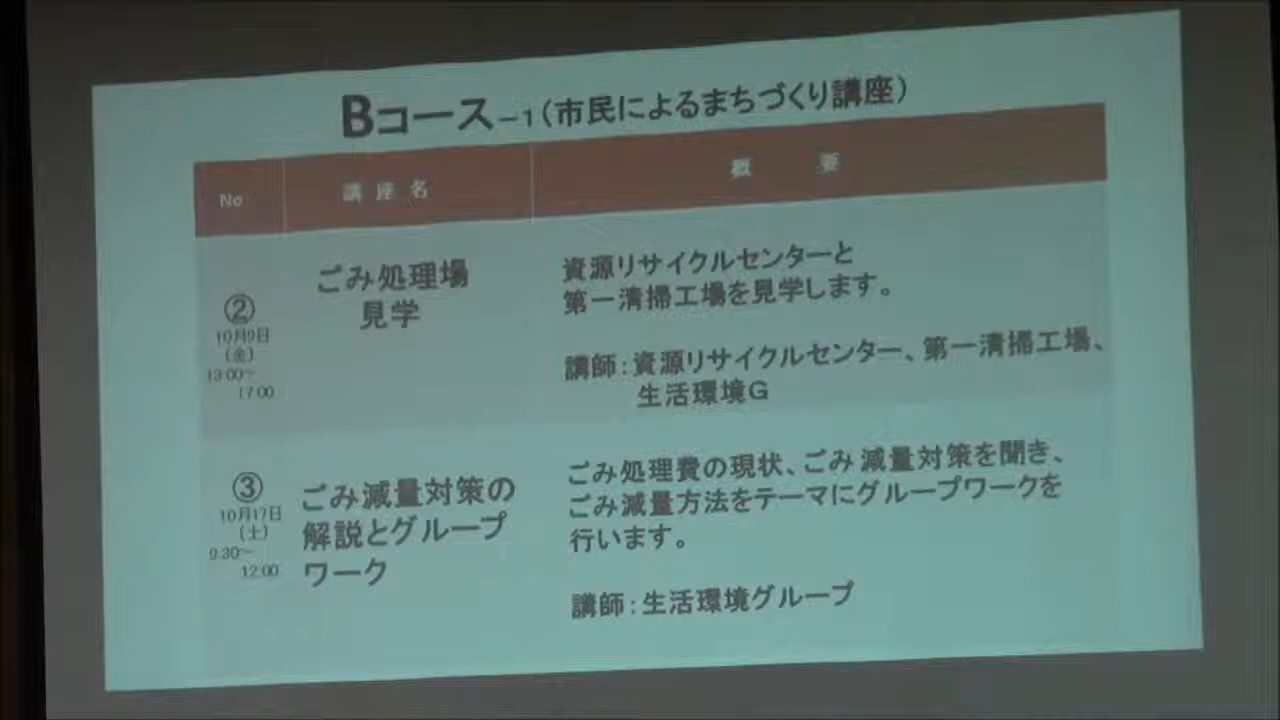 Bコース－1（市民によるまちづくり講座）
No
講座名
概要
②
10月9日
（金）
13:00～
17:00
ごみ処理場
見学
資源リサイクルセンターと
第一清掃工場を見学します。
講師：資源リサイクルセンター、第一清掃工場、
生活環境G
③
10月17日
（土）
9:30～
12:00
ごみ減量対策の
解説とグループ
ワーク
ごみ処理費の現状、ごみ減量対策を聞き、
ごみ減量方法をテーマにグループワークを
行います。
講師：生活環境グループ